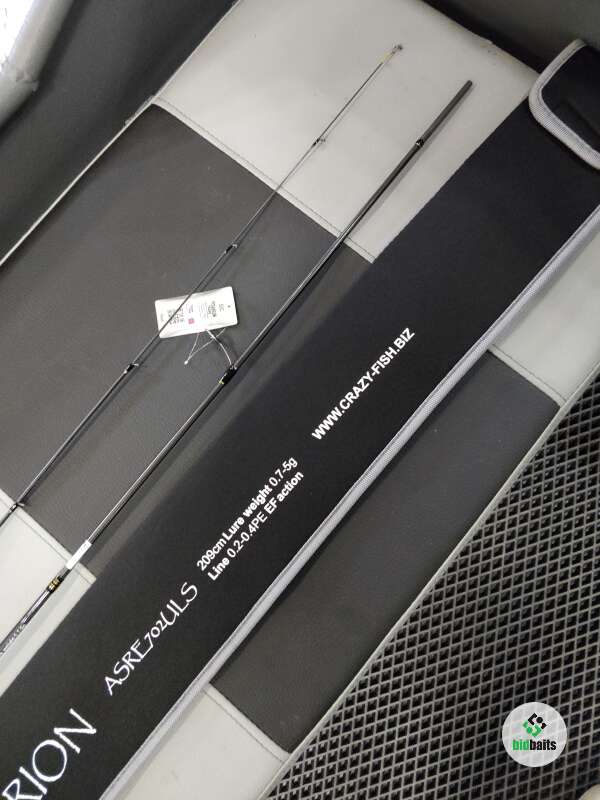 WWW.CRAZY-FISH.BIZ
209cm Lure weight 0.7-5g
Line 0.2-0.4PE EF action
ASRE702ULS
RION
bidbaits